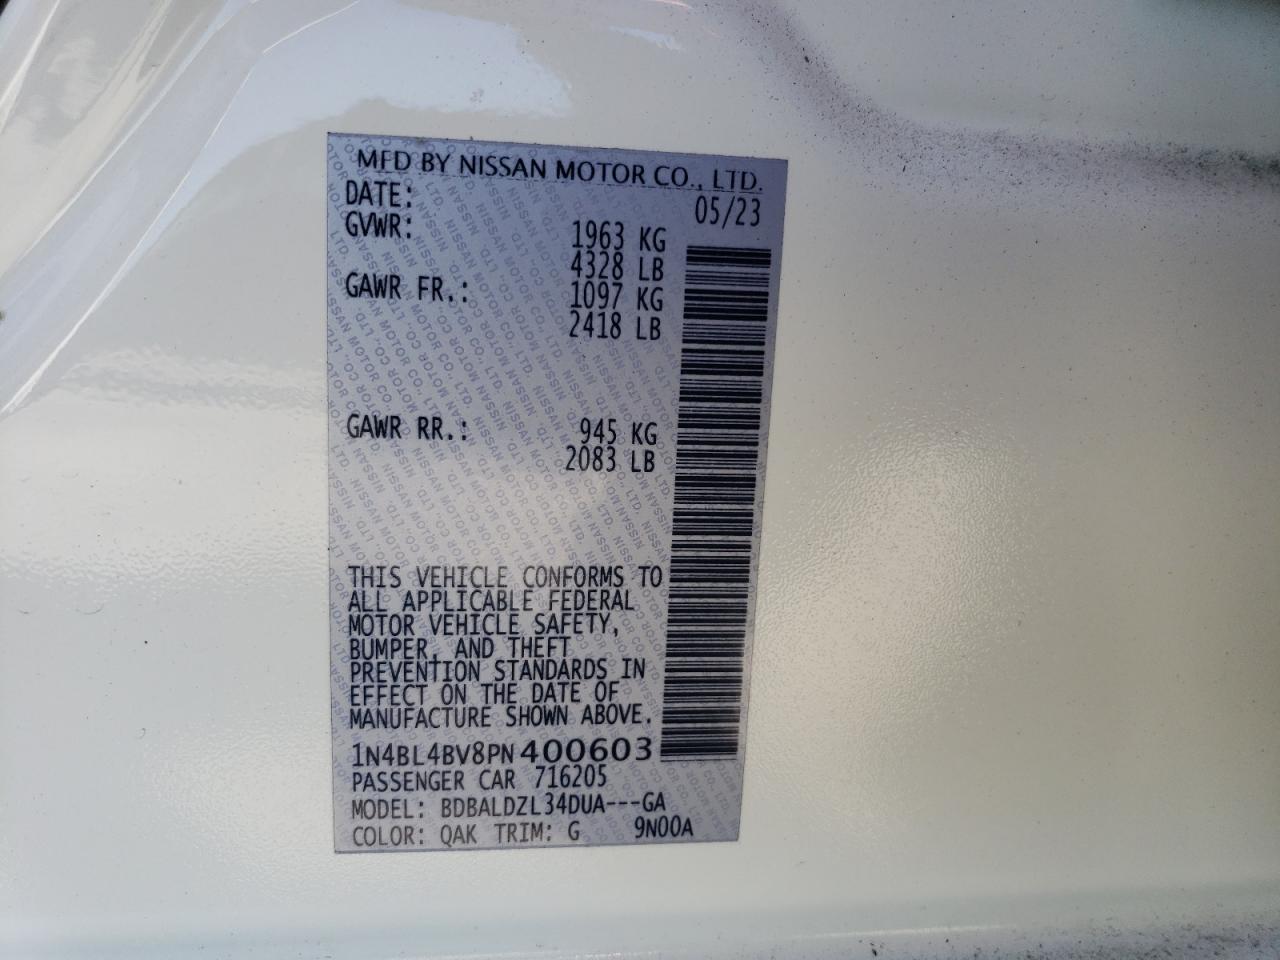 MFD BY NISSAN MOTOR CO., LTD.
DATE: 05/23
GVWR: 1963 KG
4328 LB
GAWR FR.: 1097 KG
2418 LB
GAWR RR.: 945 KG
2083 LB
THIS VEHICLE CONFORMS TO
ALL APPLICABLE FEDERAL
MOTOR VEHICLE SAFETY,
BUMPER, AND THEFT
PREVENTION STANDARDS IN
EFFECT ON THE DATE OF
MANUFACTURE SHOWN ABOVE.
1N4BL4BV8PN400603
PASSENGER CAR 716205
MODEL: BDBALDZL34DUA---GA
COLOR: QAK TRIM: G 9N00A